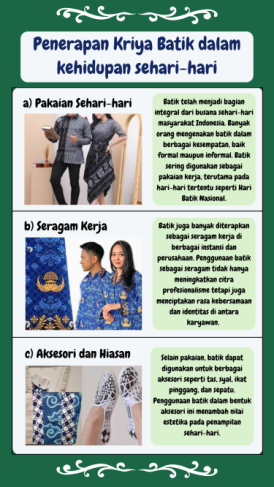 Penerapan Kriya Batik dalam
kehidupan sehari-hari
a) Pakaian Sehari-hari
Batik telah menjadi bagian
integral dari busana sehari-hari
masyarakat Indonesia. Banyak
orang mengenakan batik dalam
berbagai kesempatan, baik
formal maupun informal. Batik
sering digunakan sebagai
pakaian kerja, terutama pada
hari-hari tertentu seperti Hari
Batik Nasional.
b) Seragam Kerja
Batik juga banyak diterapkan
sebagai seragam kerja di
berbagai instansi dan
perusahaan. Penggunaan batik
sebagai seragam tidak hanya
meningkatkan citra
profesionalisme tetapi juga
menciptakan rasa kebersamaan
dan identitas di antara
karyawan.
c) Aksesori dan Hiasan
Selain pakaian, batik dapat
digunakan untuk berbagai
aksesori seperti tas, syal, ikat
pinggang, dan sepatu.
Penggunaan batik dalam bentuk
aksesori ini menambah nilai
estetika pada penampilan
sehari-hari.